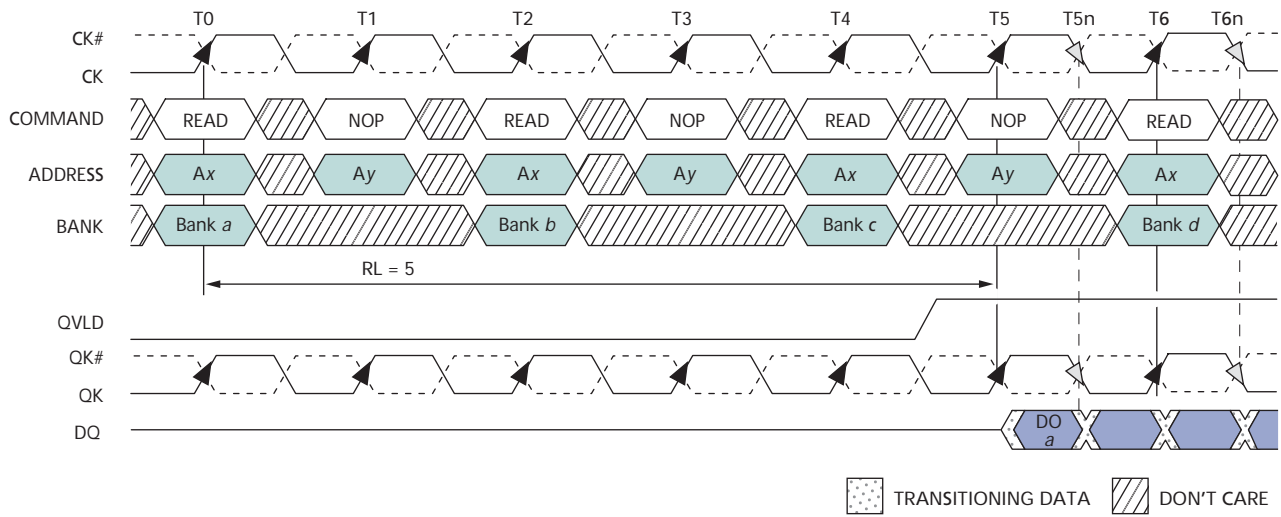 T0 T1 T2 T3 T4 T5 T5n T6 T6n
CK#
CK
COMMAND READ NOP READ NOP READ NOP READ
ADDRESS Ax Ay Ax Ay Ax Ay Ax
BANK Bank a Bank b Bank c Bank d
RL = 5
QVLD
QK#
QK
DQ DO
a
TRANSITIONING DATA DON'T CARE